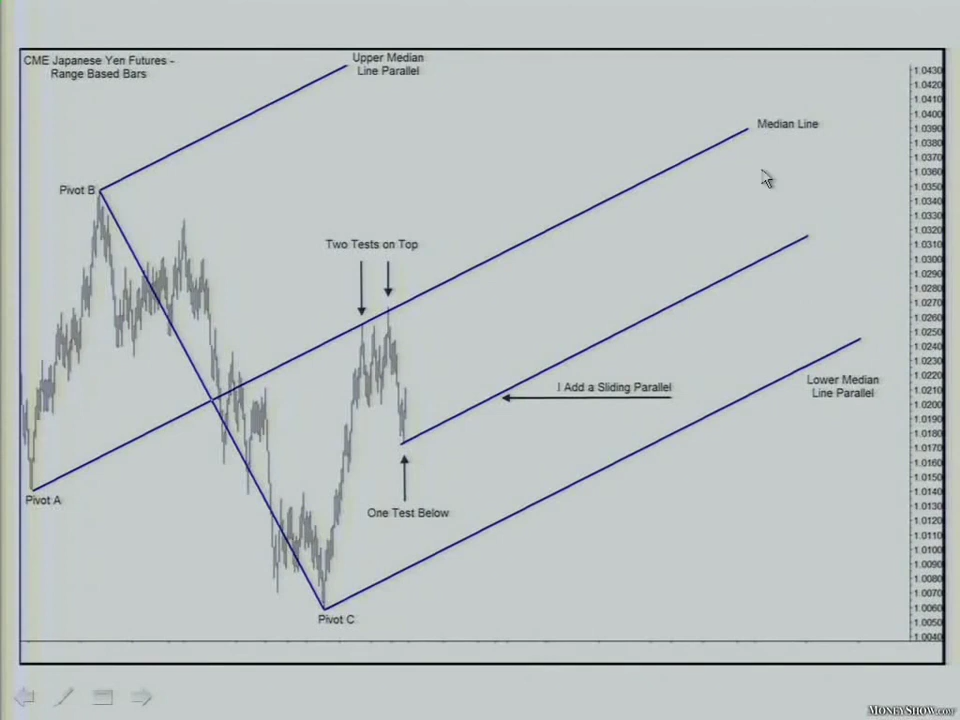 CME Japanese Yen Futures -
Range Based Bars
Upper Median
Line Parallel
Median Line
Pivot B
Two Tests on Top
I Add a Sliding Parallel
Lower Median
Line Parallel
Pivot A
One Test Below
Pivot C
1.0430
1.0420
1.0410
1.0400
1.0390
1.0380
1.0370
1.0360
1.0350
1.0340
1.0330
1.0320
1.0310
1.0300
1.0290
1.0280
1.0270
1.0260
1.0250
1.0240
1.0230
1.0220
1.0210
1.0200
1.0190
1.0180
1.0170
1.0160
1.0150
1.0140
1.0130
1.0120
1.0110
1.0100
1.0090
1.0080
1.0070
1.0060
1.0050
1.0040
MONEYSHOW.com